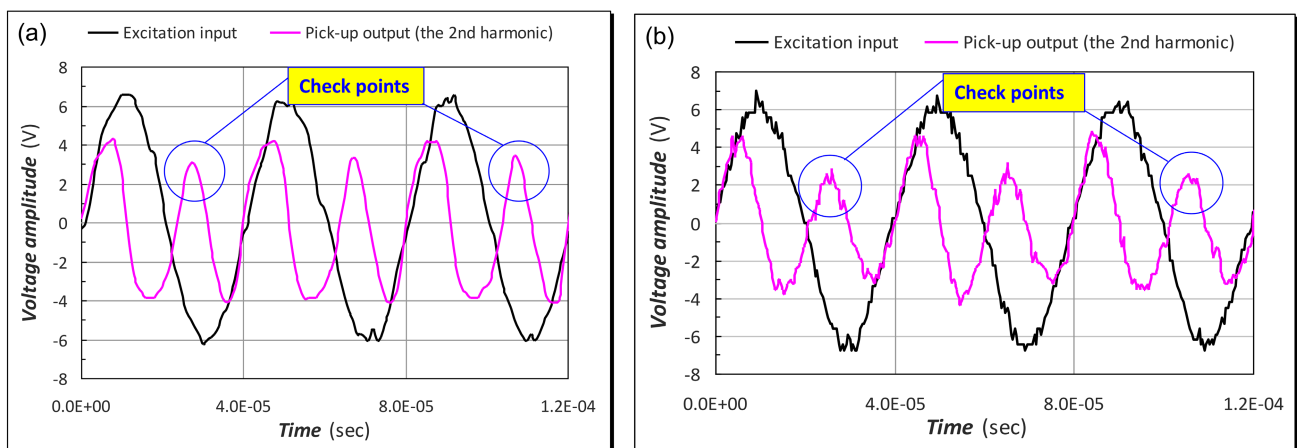 (a)
Excitation input
Pick-up output (the 2nd harmonic)
Check points
8
6
4
2
0
-2
-4
-6
-8
Voltage amplitude (V)
0.0E+00
4.0E-05
8.0E-05
1.2E-04
Time (sec)
(b)
Excitation input
Pick-up output (the 2nd harmonic)
Check points
8
6
4
2
0
-2
-4
-6
-8
Voltage amplitude (V)
0.0E+00
4.0E-05
8.0E-05
1.2E-04
Time (sec)